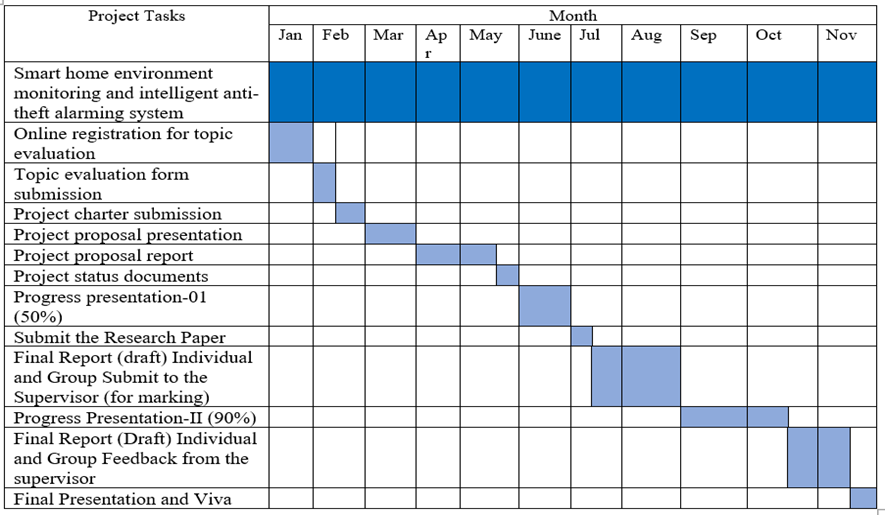 Project Tasks
Month
Jan
Feb
Mar
Ap
r
May
June
Jul
Aug
Sep
Oct
Nov
Smart home environment
monitoring and intelligent anti-
theft alarming system
Online registration for topic
evaluation
Topic evaluation form
submission
Project charter submission
Project proposal presentation
Project proposal report
Project status documents
Progress presentation-01
(50%)
Submit the Research Paper
Final Report (draft) Individual
and Group Submit to the
Supervisor (for marking)
Progress Presentation-II (90%)
Final Report (Draft) Individual
and Group Feedback from the
supervisor
Final Presentation and Viva